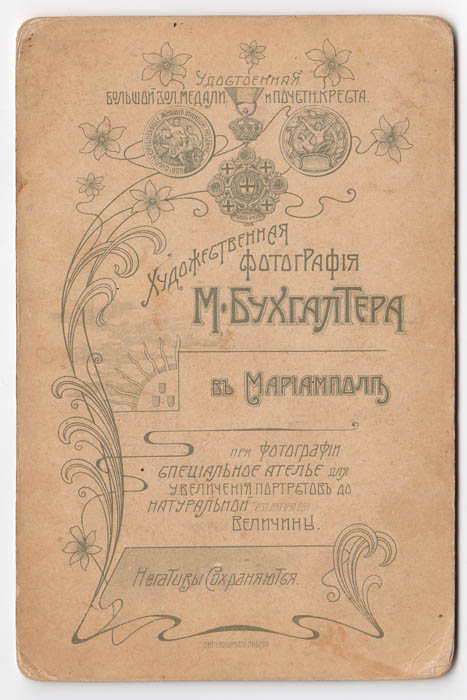 Удостоенная
большой зол. медали и почетн. креста.
Художественная
фотографія
М. Бухгалтера
въ Маріамполѣ
при фотографіи
спеціальное ателье для
увеличенія портретовъ до
натуральной
величины.
Негативы Сохраняются.